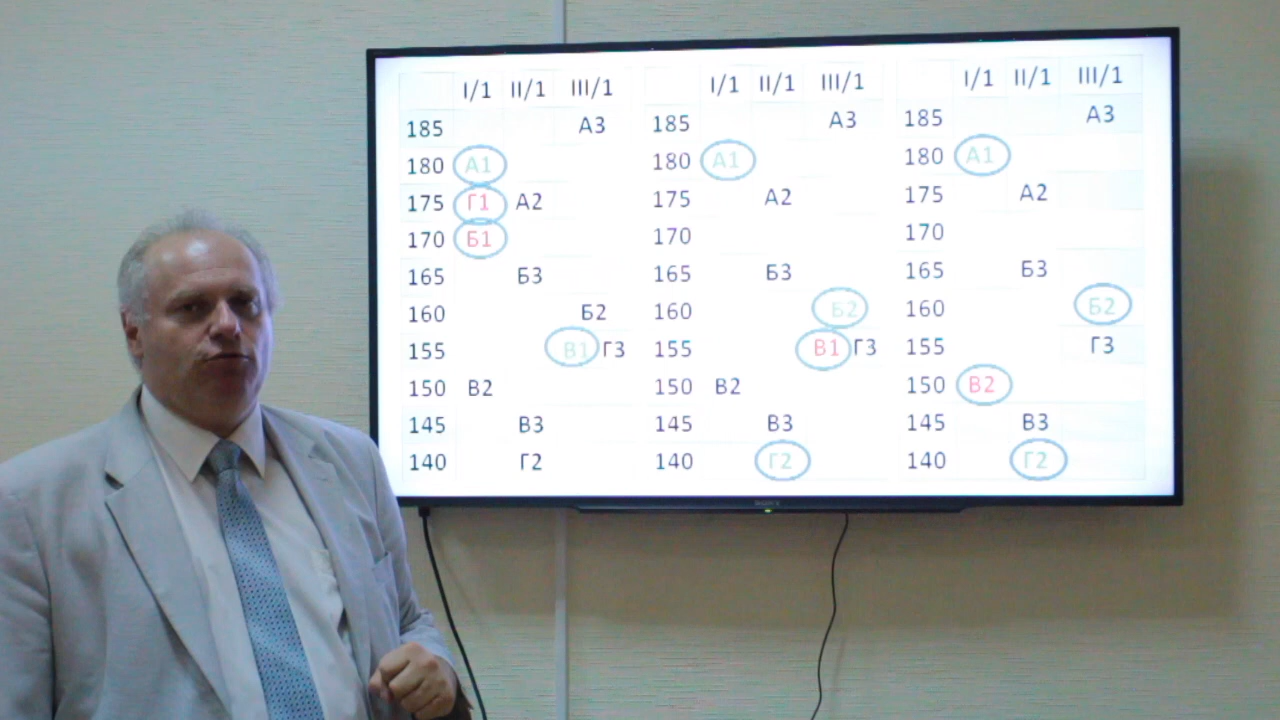 I/1 II/1 III/1 I/1 II/1 III/1 I/1 II/1 III/1
185 А3 185 А3 185 А3
180 А1 180 А1 180 А1
175 Г1 А2 175 А2 175 А2
170 Б1 170 170
165 Б3 165 Б3 165 Б3
160 Б2 160 Б2 160 Б2
155 В1 Г3 155 В1 Г3 155 Г3
150 В2 150 В2 150 В2
145 В3 145 В3 145 В3
140 Г2 140 Г2 140 Г2
SONY